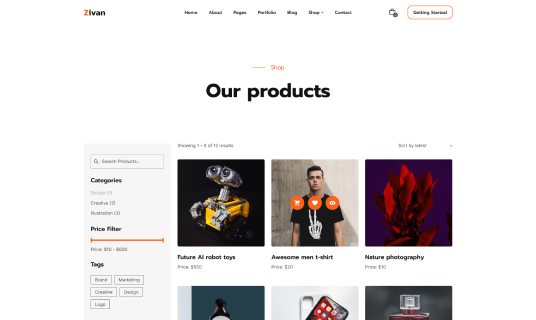 Zivan
Home About Pages Portfolio Blog Shop Contact
Getting Started
Shop
Our products
Showing 1 - 9 of 12 results
Sort by latest
Search Products...
Categories
Creative (2)
Illustration (3)
Price Filter
Price: $10 - $600
Tags
Brand Marketing
Creative Design
Logo
Future AI robot toys
Price: $550
Awesome men t-shirt
Price: $20
Nature photography
Price: $10